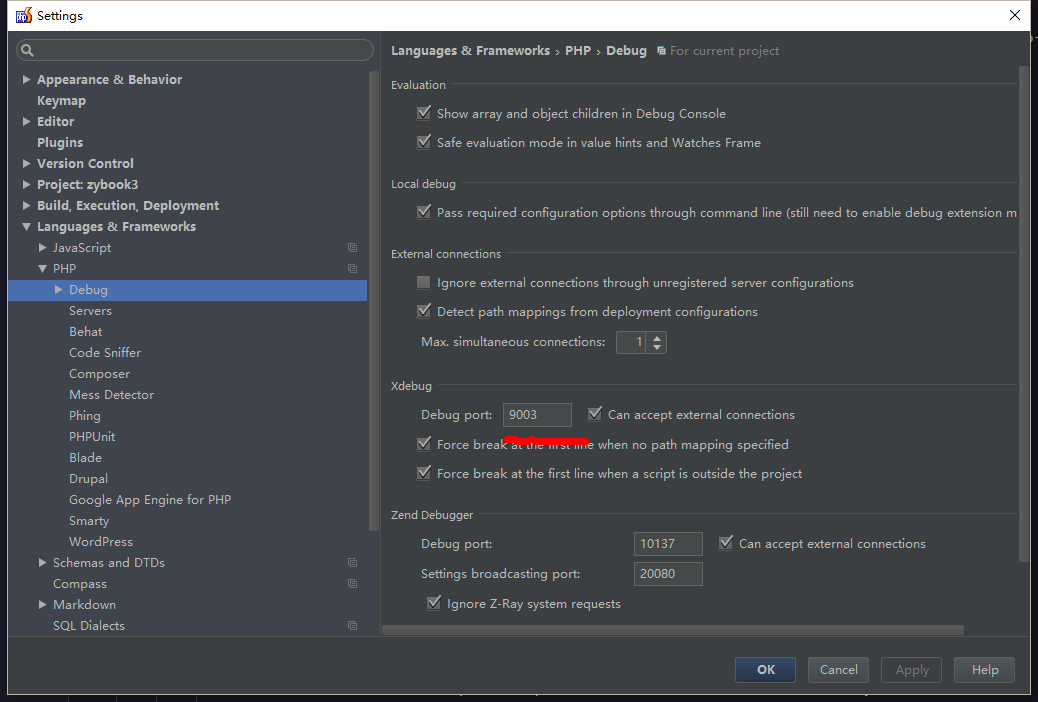 Settings
Appearance & Behavior
Keymap
Editor
Plugins
Version Control
Project: zybook3
Build, Execution, Deployment
Languages & Frameworks
JavaScript
PHP
Debug
Servers
Behat
Code Sniffer
Composer
Mess Detector
Phing
PHPUnit
Blade
Drupal
Google App Engine for PHP
Smarty
WordPress
Schemas and DTDs
Compass
Markdown
SQL Dialects
Languages & Frameworks › PHP › Debug For current project
Evaluation
Show array and object children in Debug Console
Safe evaluation mode in value hints and Watches Frame
Local debug
Pass required configuration options through command line (still need to enable debug extension m
External connections
Ignore external connections through unregistered server configurations
Detect path mappings from deployment configurations
Max. simultaneous connections: 1
Xdebug
Debug port: 9003 Can accept external connections
Force break at the first line when no path mapping specified
Force break at the first line when a script is outside the project
Zend Debugger
Debug port: 10137 Can accept external connections
Settings broadcasting port: 20080
Ignore Z-Ray system requests
OK Cancel Apply Help